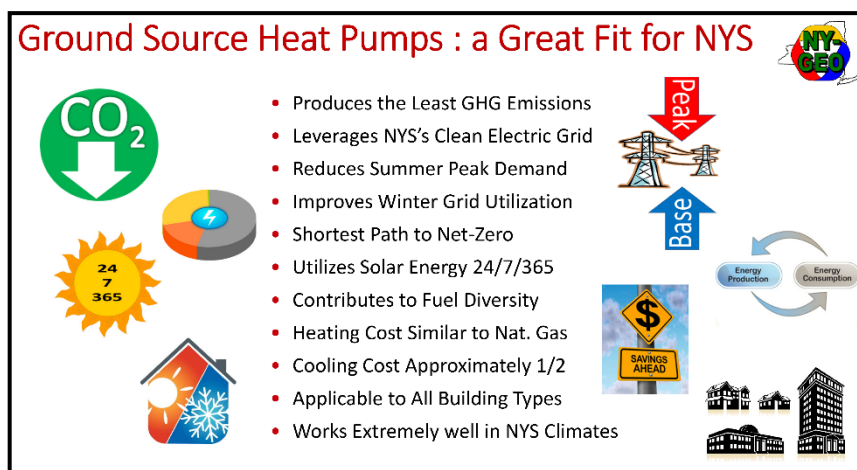 Ground Source Heat Pumps : a Great Fit for NYS
NY-
GEO
CO2
• Produces the Least GHG Emissions
• Leverages NYS's Clean Electric Grid
• Reduces Summer Peak Demand
• Improves Winter Grid Utilization
• Shortest Path to Net-Zero
• Utilizes Solar Energy 24/7/365
• Contributes to Fuel Diversity
• Heating Cost Similar to Nat. Gas
• Cooling Cost Approximately 1/2
• Applicable to All Building Types
• Works Extremely well in NYS Climates
24
7
365
Peak
Base
Energy
Production
Energy
Consumption
$
SAVINGS
AHEAD